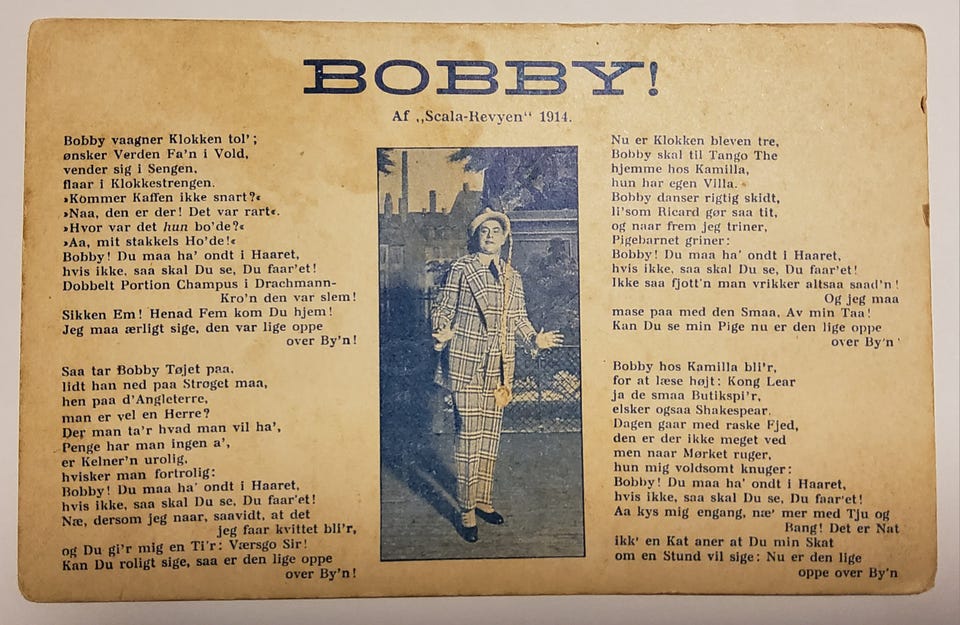 BOBBY!
Af „Scala-Revyen“ 1914.
Bobby vaagner Klokken tol';
ønsker Verden Fa'n i Vold,
vender sig i Sengen,
flaar i Klokkestrengen.
»Kommer Kaffen ikke snart?«
»Naa, den er der! Det var rart«.
»Hvor var det hun bo'de?«
»Aa, mit stakkels Ho'de!«
Bobby! Du maa ha' ondt i Haaret,
hvis ikke, saa skal Du se, Du faar'et!
Dobbelt Portion Champus i Drachmann-
Kro'n den var slem!
Sikken Em! Henad Fem kom Du hjem!
Jeg maa ærligt sige, den var lige oppe
over By'n!
Saa tar Bobby Tøjet paa,
lidt han ned paa Strøget maa,
hen paa d'Angleterre,
man er vel en Herre?
Der man ta'r hvad man vil ha',
Penge har man ingen a',
er Kelner'n urolig,
hvisker man fortrolig:
Bobby! Du maa ha' ondt i Haaret,
hvis ikke, saa skal Du se, Du faar'et!
Næ, dersom jeg naar, saavidt, at det
jeg faar kvittet bli'r,
og Du gi'r mig en Ti'r: Værsgo Sir!
Kan Du roligt sige, saa er den lige oppe
over By'n!
Nu er Klokken bleven tre,
Bobby skal til Tango The
hjemme hos Kamilla,
hun har egen Villa.
Bobby danser rigtig skidt,
li'som Ricard gør saa tit,
og naar frem jeg triner,
Pigebarnet griner:
Bobby! Du maa ha' ondt i Haaret,
hvis ikke, saa skal Du se, Du faar'et!
Ikke saa fjott'n man vrikker altsaa saad'n!
Og jeg maa
mase paa med den Smaa, Av min Taa!
Kan Du se min Pige nu er den lige oppe
over By'n
Bobby hos Kamilla bli'r,
for at læse højt: Kong Lear
ja de smaa Butikspi'r,
elsker ogsaa Shakespear.
Dagen gaar med raske Fjed,
den er der ikke meget ved
men naar Mørket ruger,
hun mig voldsomt knuger:
Bobby! Du maa ha' ondt i Haaret,
hvis ikke, saa skal Du se, Du faar'et!
Aa kys mig engang, næ' mer med Tju og
Bang! Det er Nat
ikk' en Kat aner at Du min Skat
om en Stund vil sige: Nu er den lige
oppe over By'n